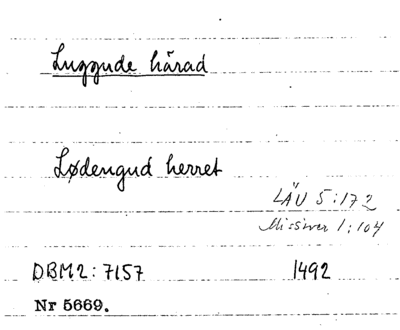 Luggude härad
Lødengud herret
LÄU 5:172
Missiver 1:104
DBM2:7157 1492
Nr 5669.